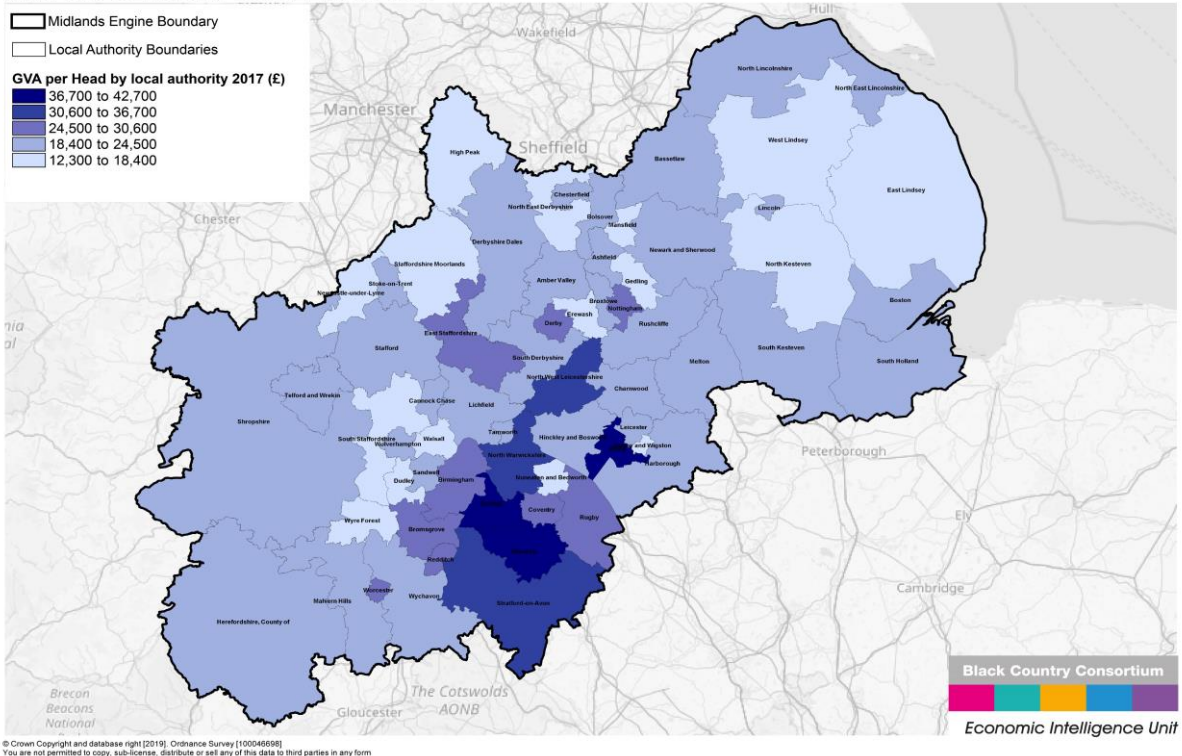 Midlands Engine Boundary
Local Authority Boundaries
GVA per Head by local authority 2017 (£)
36,700 to 42,700
30,600 to 36,700
24,500 to 30,600
18,400 to 24,500
12,300 to 18,400
Wakefield
Hull
Manchester
Sheffield
Chester
Peterborough
Ely
Cambridge
Brecon
Beacons
National
Gloucester
The Cotswolds
AONB
North Lincolnshire
North East Lincolnshire
High Peak
West Lindsey
Bassetlaw
East Lindsey
Chesterfield
North East Derbyshire
Bolsover
Mansfield
Lincoln
Derbyshire Dales
Newark and Sherwood
Staffordshire Moorlands
Ashfield
North Kesteven
Stoke-on-Trent
Amber Valley
Gedling
Broxtowe
Nottingham
Boston
Erewash
Derby
Rushcliffe
East Staffordshire
Stafford
South Derbyshire
South Kesteven
South Holland
Melton
North West Leicestershire
Charnwood
Telford and Wrekin
Cannock Chase
Lichfield
Shropshire
Leicester
Tamworth
Hinckley and Boswor
and Wigston
South Staffordshire
Wolverhampton
Walsall
North Warwickshire
Harborough
Sandwell
Dudley
Birmingham
Nuneaton and Bedworth
Coventry
Rugby
Wyre Forest
Bromsgrove
Redditch
Worcester
Wychavon
Stratford-on-Avon
Malvern Hills
Herefordshire, County of
Black Country Consortium
Economic Intelligence Unit
© Crown Copyright and database right [2019]. Ordnance Survey [100046698]
You are not permitted to copy, sub-license, distribute or sell any of this data to third parties in any form